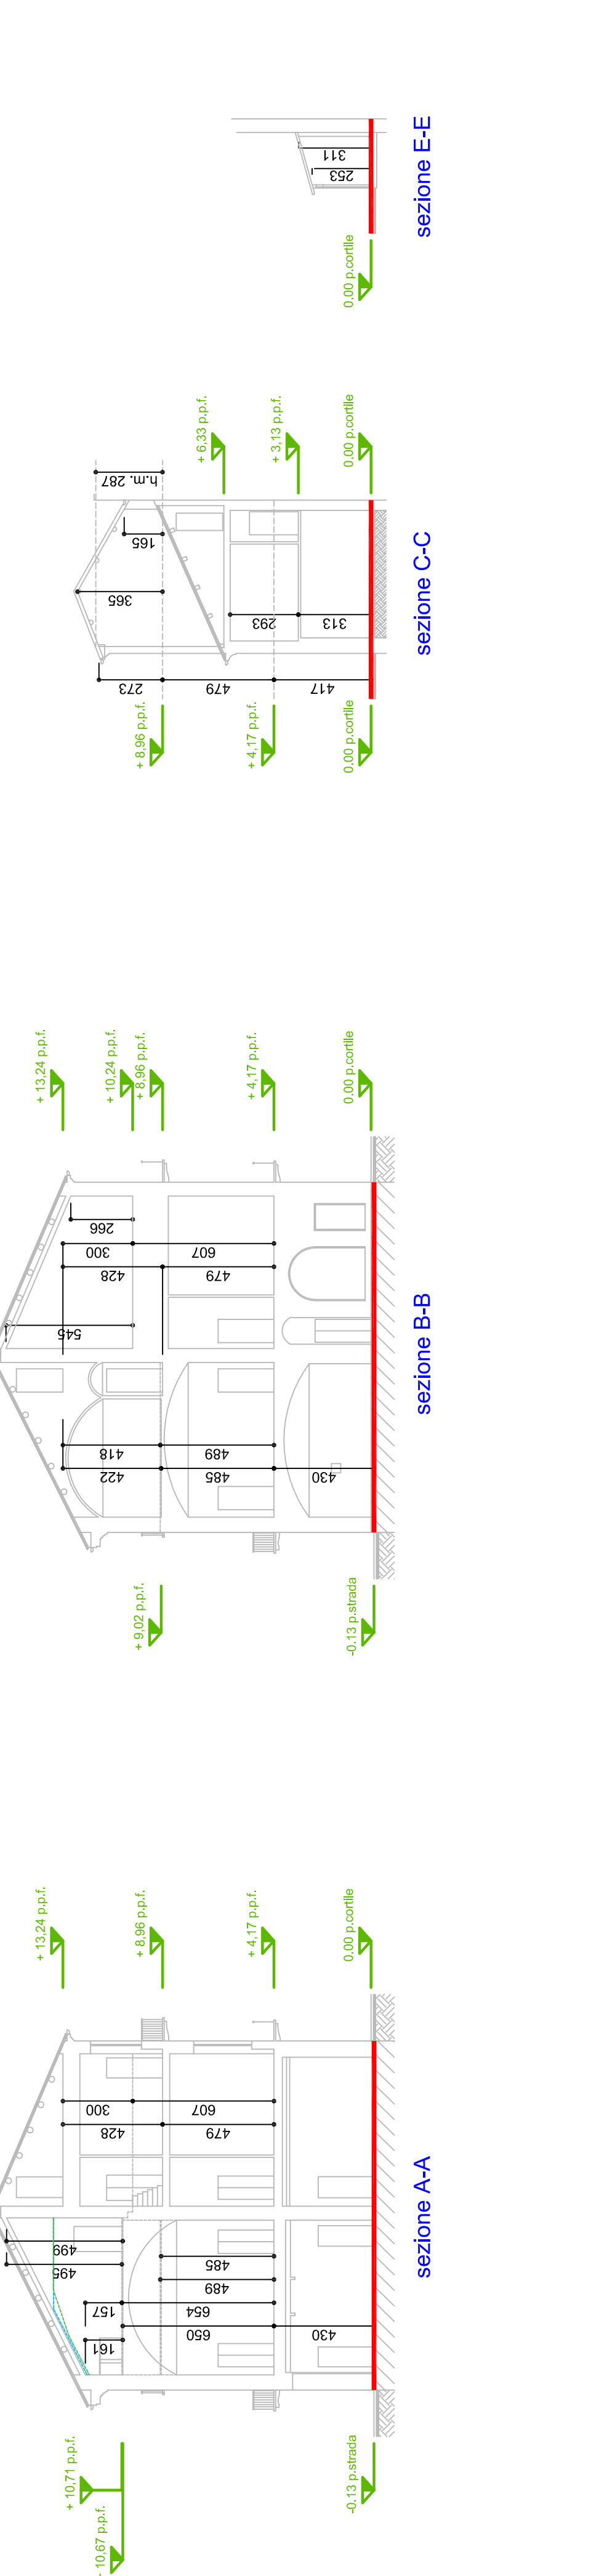 sezione E-E
311
253
0.00 p.cortile
sezione C-C
+ 6,33 p.p.f.
+ 3,13 p.p.f.
0.00 p.cortile
h.m. 287
165
365
293
313
273
479
417
+ 8,96 p.p.f.
+ 4,17 p.p.f.
0.00 p.cortile
sezione B-B
+ 13,24 p.p.f.
+ 10,24 p.p.f.
+ 8,96 p.p.f.
+ 4,17 p.p.f.
0.00 p.cortile
266
300
607
428
479
545
418
489
422
485
430
+ 9,02 p.p.f.
-0.13 p.strada
sezione A-A
+ 13,24 p.p.f.
+ 8,96 p.p.f.
+ 4,17 p.p.f.
0.00 p.cortile
300
607
428
479
499
495
485
489
157
654
650
430
161
+ 10,71 p.p.f.
10,67 p.p.f.
-0.13 p.strada